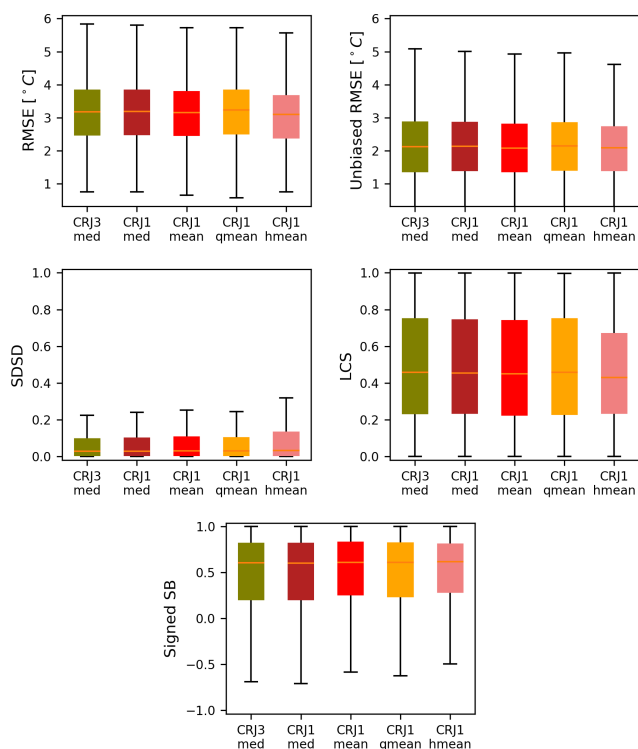 RMSE [ °C]
6
5
4
3
2
1
CRJ3 CRJ1 CRJ1 CRJ1 CRJ1
med med mean qmean hmean
Unbiased RMSE [ °C]
6
5
4
3
2
1
CRJ3 CRJ1 CRJ1 CRJ1 CRJ1
med med mean qmean hmean
SDSD
1.0
0.8
0.6
0.4
0.2
0.0
CRJ3 CRJ1 CRJ1 CRJ1 CRJ1
med med mean qmean hmean
LCS
1.0
0.8
0.6
0.4
0.2
0.0
CRJ3 CRJ1 CRJ1 CRJ1 CRJ1
med med mean qmean hmean
Signed SB
1.0
0.5
0.0
−0.5
−1.0
CRJ3 CRJ1 CRJ1 CRJ1 CRJ1
med med mean qmean hmean